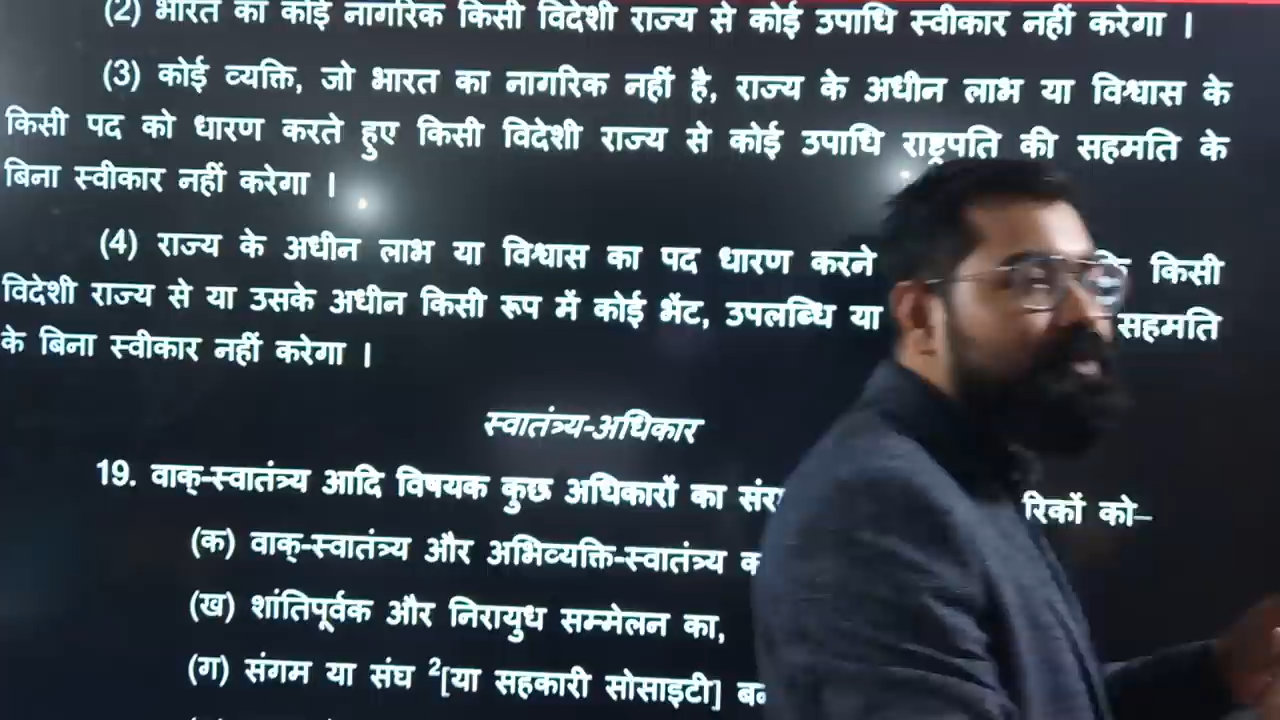 (2) भारत का कोई नागरिक किसी विदेशी राज्य से कोई उपाधि स्वीकार नहीं करेगा ।
(3) कोई व्यक्ति, जो भारत का नागरिक नहीं है, राज्य के अधीन लाभ या विश्वास के
किसी पद को धारण करते हुए किसी विदेशी राज्य से कोई उपाधि राष्ट्रपति की सहमति के
बिना स्वीकार नहीं करेगा ।
(4) राज्य के अधीन लाभ या विश्वास का पद धारण करने किसी
विदेशी राज्य से या उसके अधीन किसी रूप में कोई भेंट, उपलब्धि या सहमति
के बिना स्वीकार नहीं करेगा ।
स्वातंत्र्य-अधिकार
19. वाक्-स्वातंत्र्य आदि विषयक कुछ अधिकारों का को–
(क) वाक्-स्वातंत्र्य और अभिव्यक्ति-स्वातंत्र्य
(ख) शांतिपूर्वक और निरायुध सम्मेलन का,
(ग) संगम या संघ 2[या सहकारी सोसाइटी]